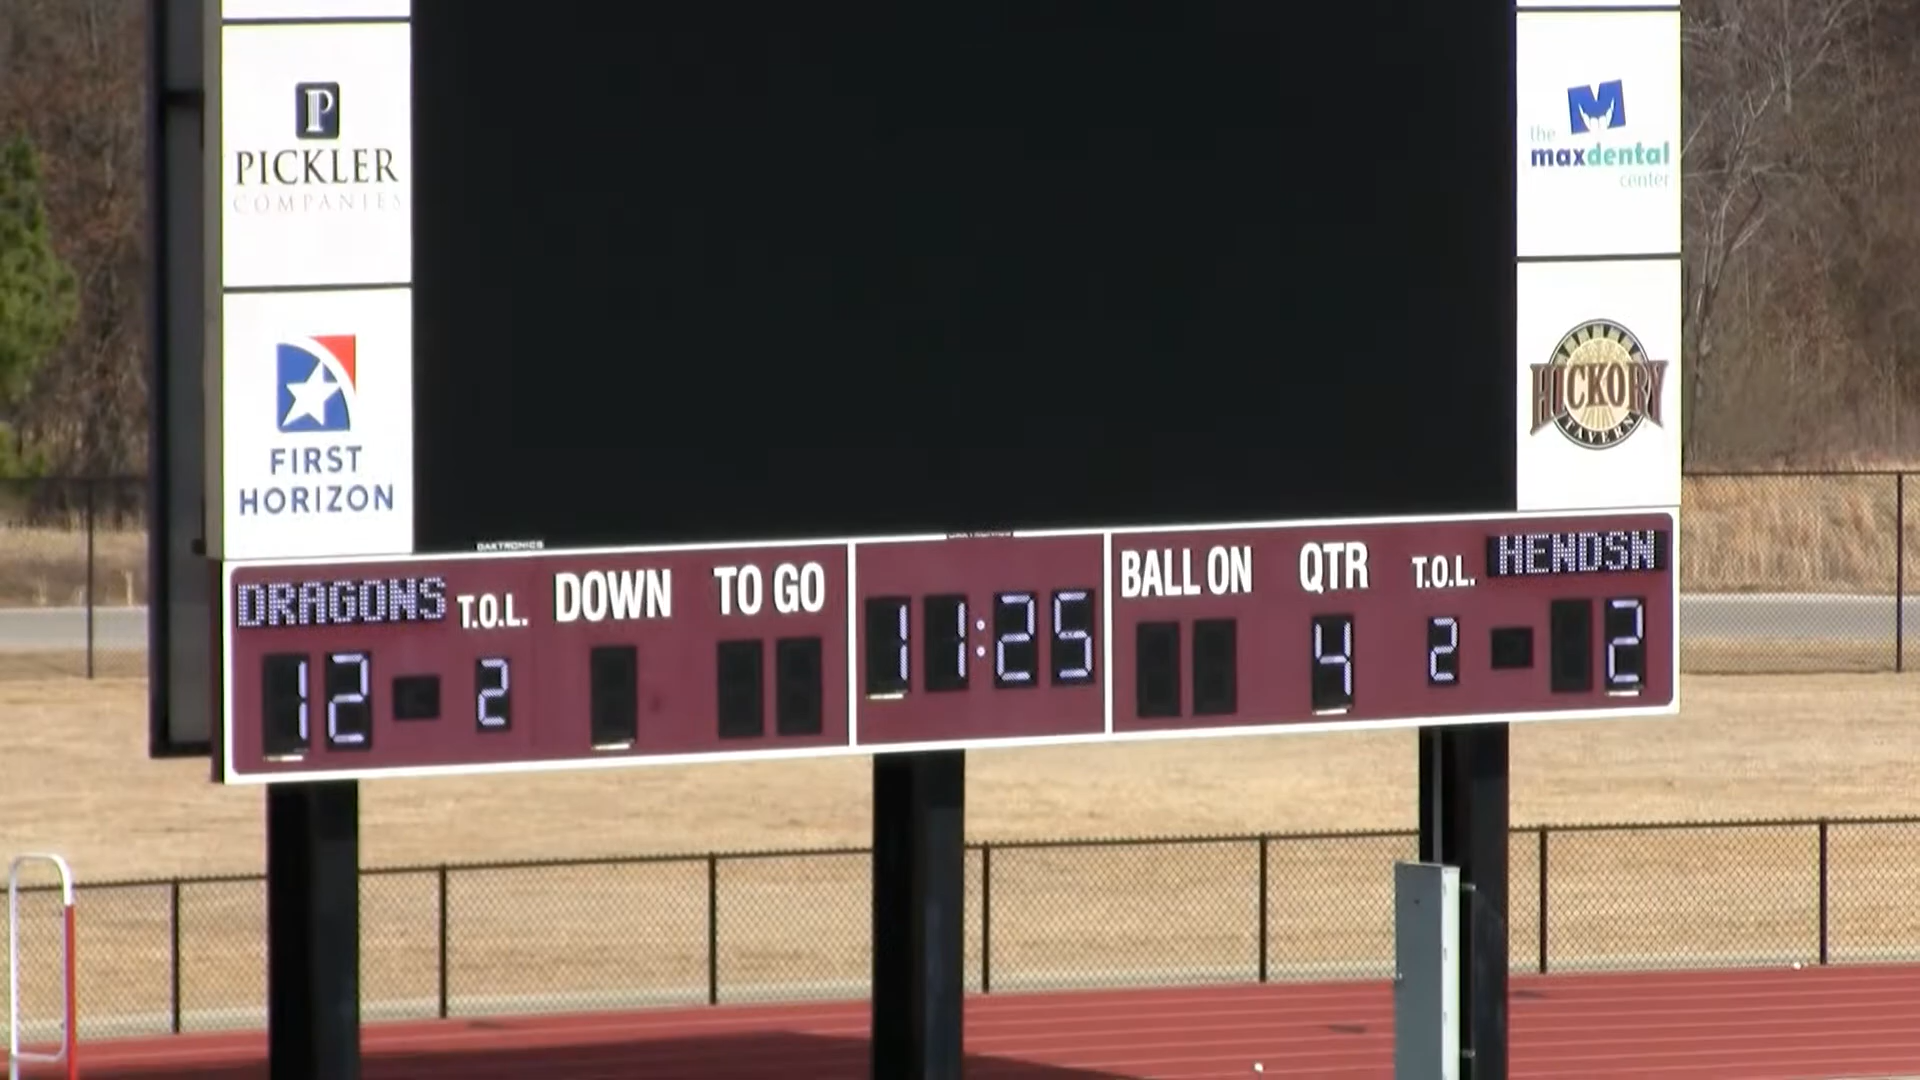 P
PICKLER
COMPANIES
FIRST
HORIZON
M
the
maxdental
center
HICKORY
TAVERN
DAKTRONICS
DRAGONS T.O.L. DOWN TO GO
12 2
11:25
BALL ON QTR T.O.L. HENDSN
4 2 2